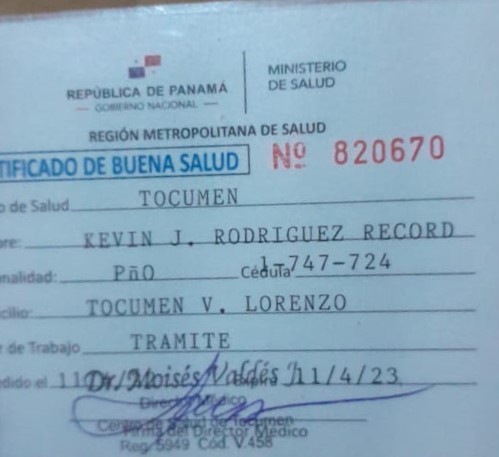 REPÚBLICA DE PANAMÁ
— GOBIERNO NACIONAL —
MINISTERIO
DE SALUD
REGIÓN METROPOLITANA DE SALUD
TIFICADO DE BUENA SALUD Nº 820670
o de Salud TOCUMEN
re: KEVIN J. RODRIGUEZ RECORD
onalidad: PñO Cédula 1-747-724
cilio: TOCUMEN V. LORENZO
r de Trabajo TRAMITE
dido el 11 Dr. Moisés Valdés 11/4/23
Director Médico
Centro de Salud de Tocumen
Firma del Director Médico
Reg. 5949 Cód. V.458